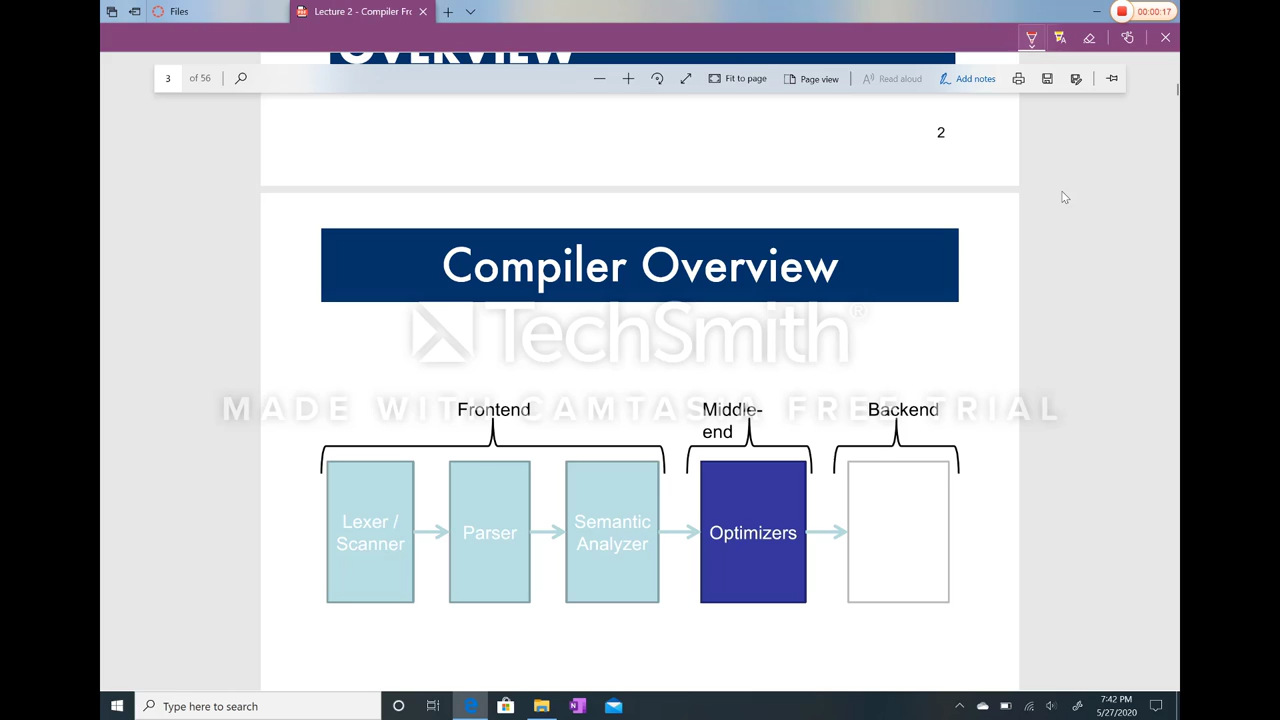 Files
Lecture 2 - Compiler Fro
00:00:17
OVERVIEW
3 of 56
Fit to page
Page view
Read aloud
Add notes
2
Compiler Overview
TechSmith®
MADE WITH CAMTASIA FREE TRIAL
Frontend
Middle-
end
Backend
Lexer /
Scanner
Parser
Semantic
Analyzer
Optimizers
Type here to search
7:42 PM
5/27/2020